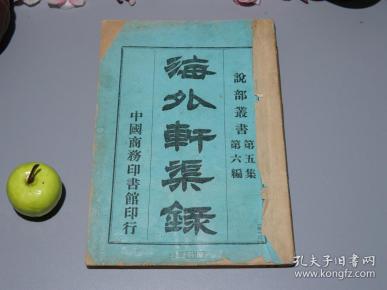 說部叢書
第五集
第六編
海外軒渠錄
中國商務印書館印行
孔夫子旧书网